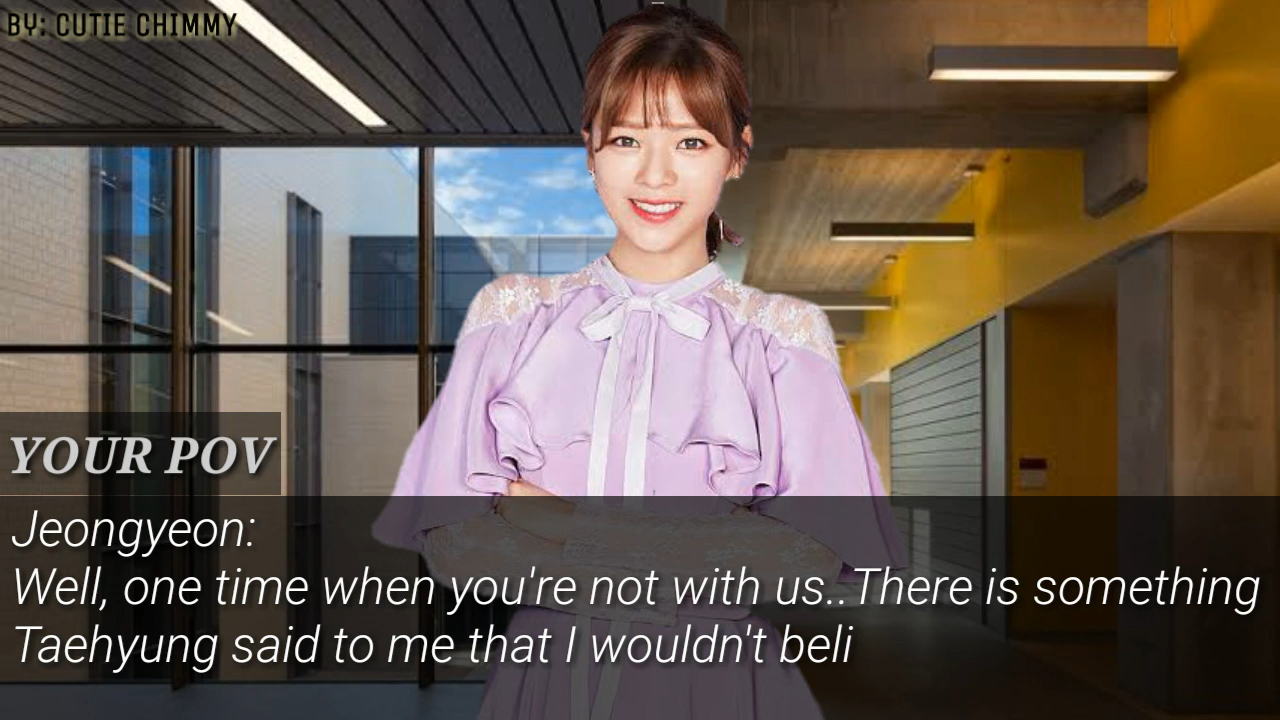 BY: CUTIE CHIMMY
YOUR POV
Jeongyeon:
Well, one time when you're not with us..There is something
Taehyung said to me that I wouldn't beli